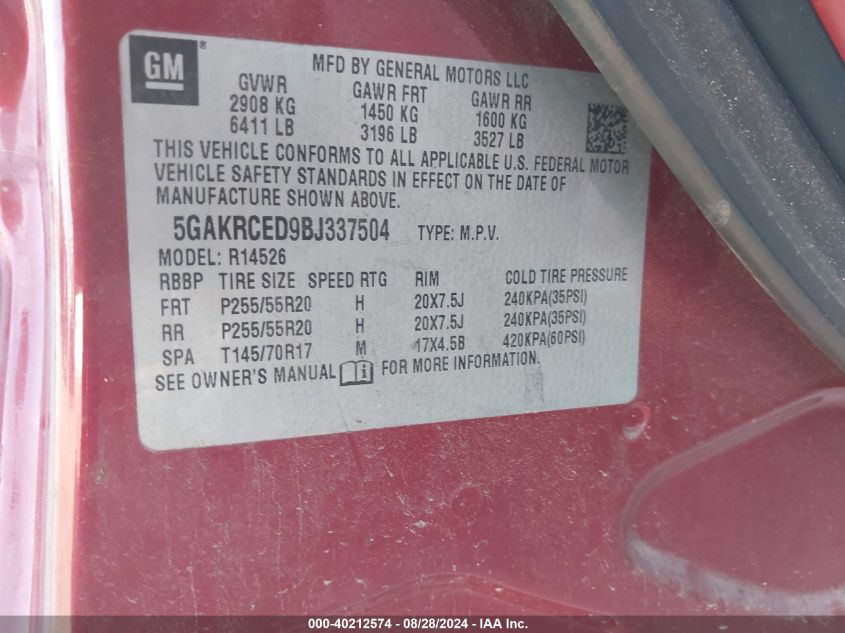 GM ®
MFD BY GENERAL MOTORS LLC
GVWR GAWR FRT GAWR RR
2908 KG 1450 KG 1600 KG
6411 LB 3196 LB 3527 LB
THIS VEHICLE CONFORMS TO ALL APPLICABLE U.S. FEDERAL MOTOR
VEHICLE SAFETY STANDARDS IN EFFECT ON THE DATE OF
MANUFACTURE SHOWN ABOVE.
5GAKRCED9BJ337504 TYPE: M.P.V.
MODEL: R14526
RBBP TIRE SIZE SPEED RTG RIM COLD TIRE PRESSURE
FRT P255/55R20 H 20X7.5J 240KPA(35PSI)
RR P255/55R20 H 20X7.5J 240KPA(35PSI)
SPA T145/70R17 M 17X4.5B 420KPA(60PSI)
SEE OWNER'S MANUAL i FOR MORE INFORMATION.
000-40212574 - 08/28/2024 - IAA Inc.